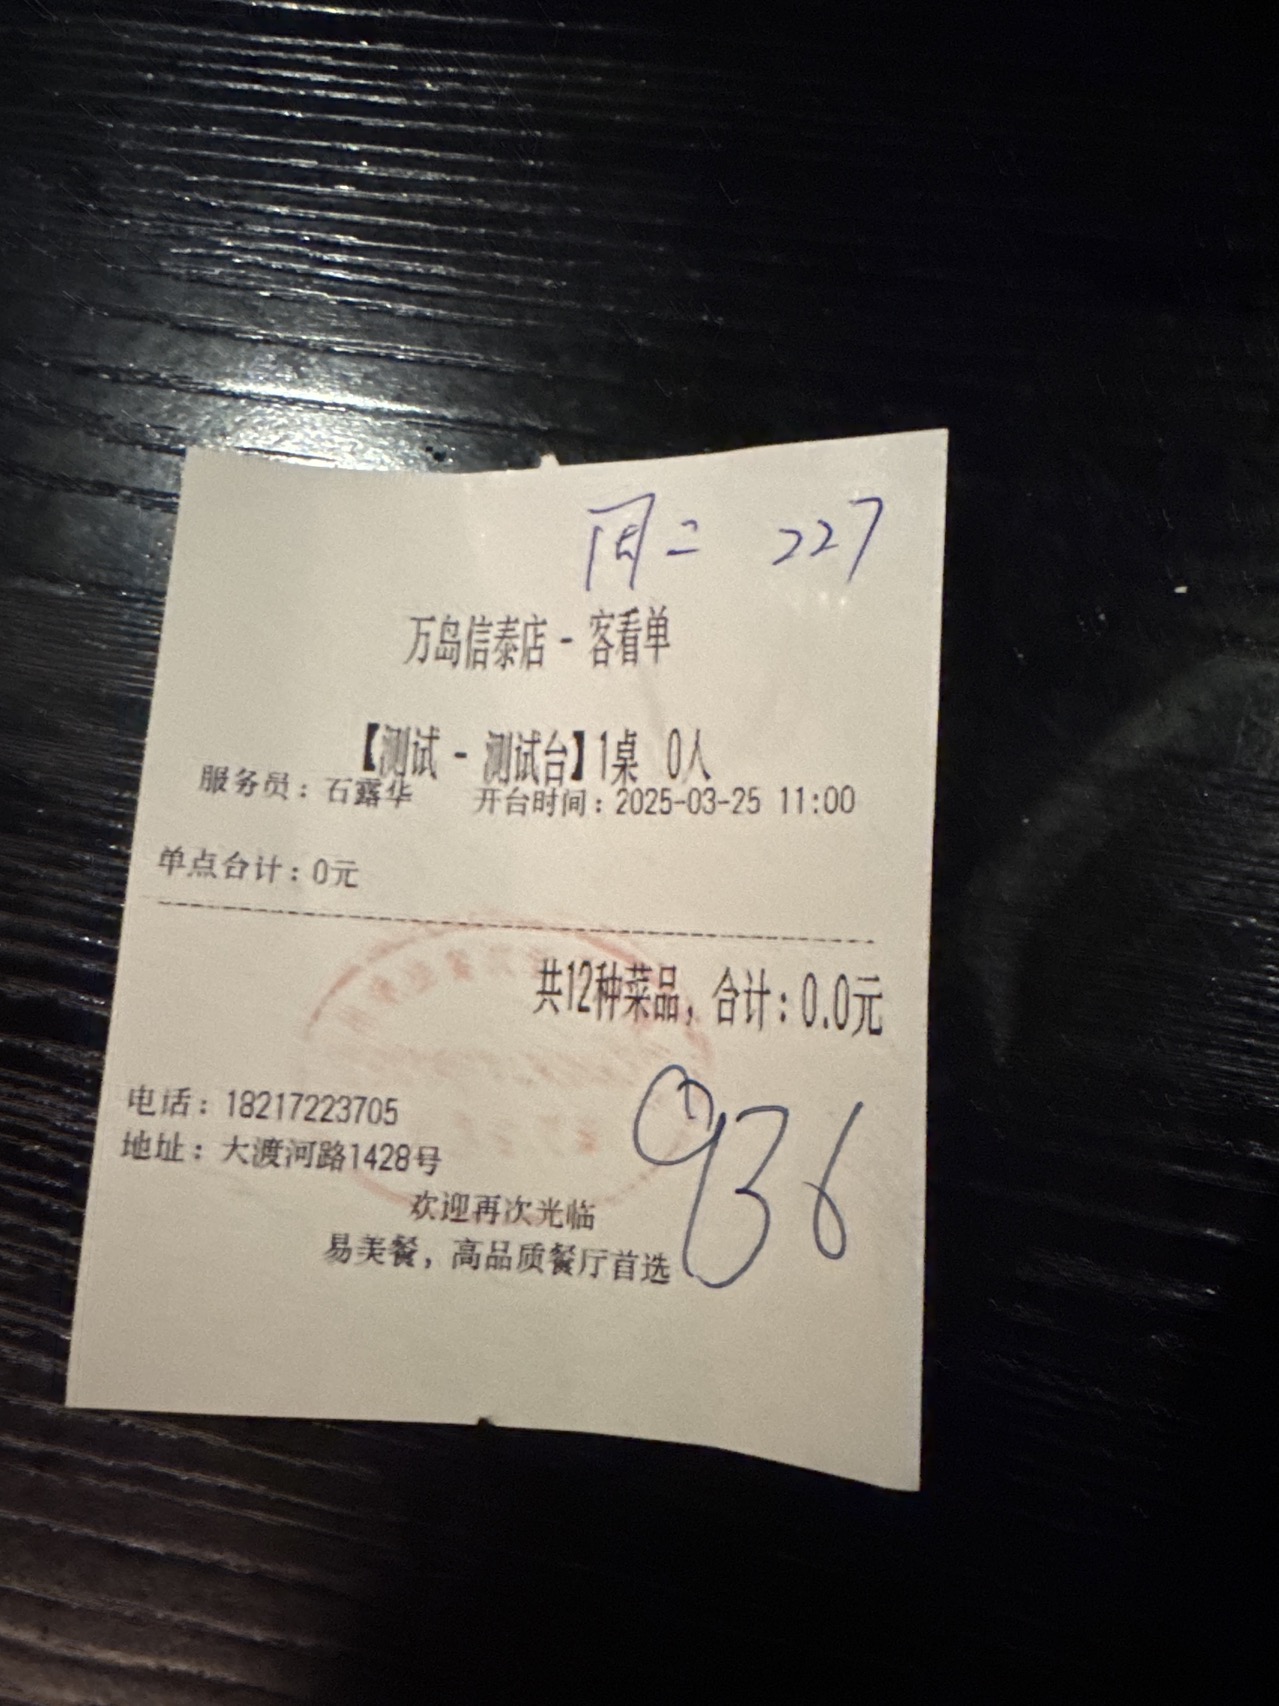 周二 227
万岛信泰店 - 客看单
【测试 - 测试台】1桌 0人
服务员：石露华 开台时间：2025-03-25 11:00
单点合计：0元
共12种菜品，合计：0.0元
电话：18217223705
936
地址：大渡河路1428号
欢迎再次光临
易美餐，高品质餐厅首选